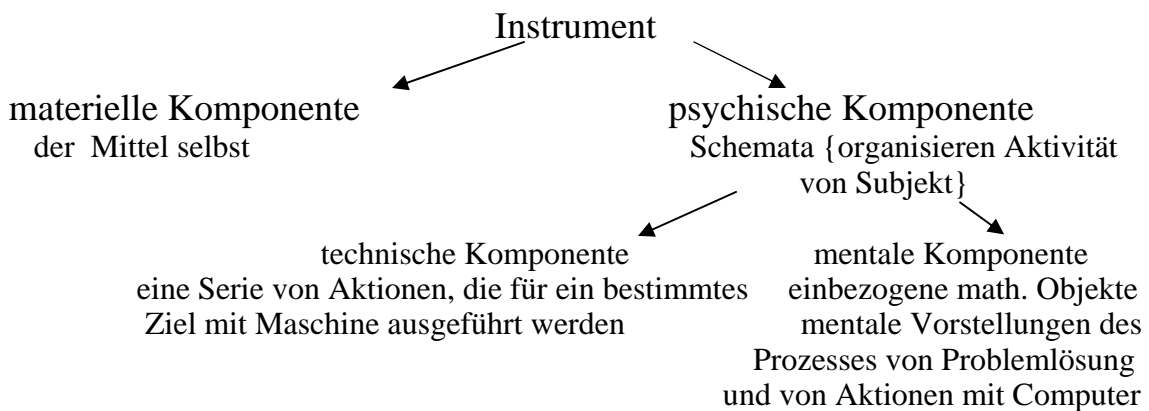 Instrument
materielle Komponente
der Mittel selbst
psychische Komponente
Schemata {organisieren Aktivität
von Subjekt}
technische Komponente
eine Serie von Aktionen, die für ein bestimmtes
Ziel mit Maschine ausgeführt werden
mentale Komponente
einbezogene math. Objekte
mentale Vorstellungen des
Prozesses von Problemlösung
und von Aktionen mit Computer